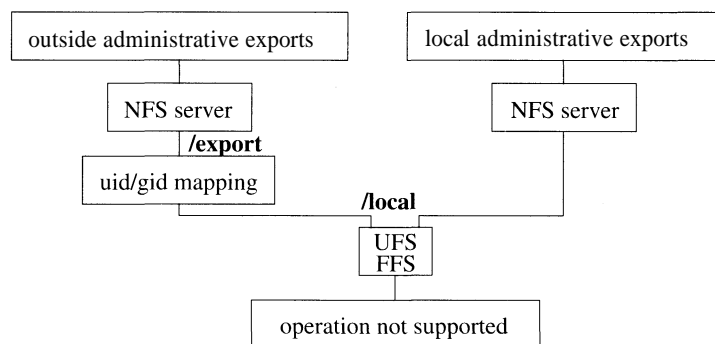 outside administrative exports
local administrative exports
NFS server
NFS server
/export
uid/gid mapping
/local
UFS
FFS
operation not supported